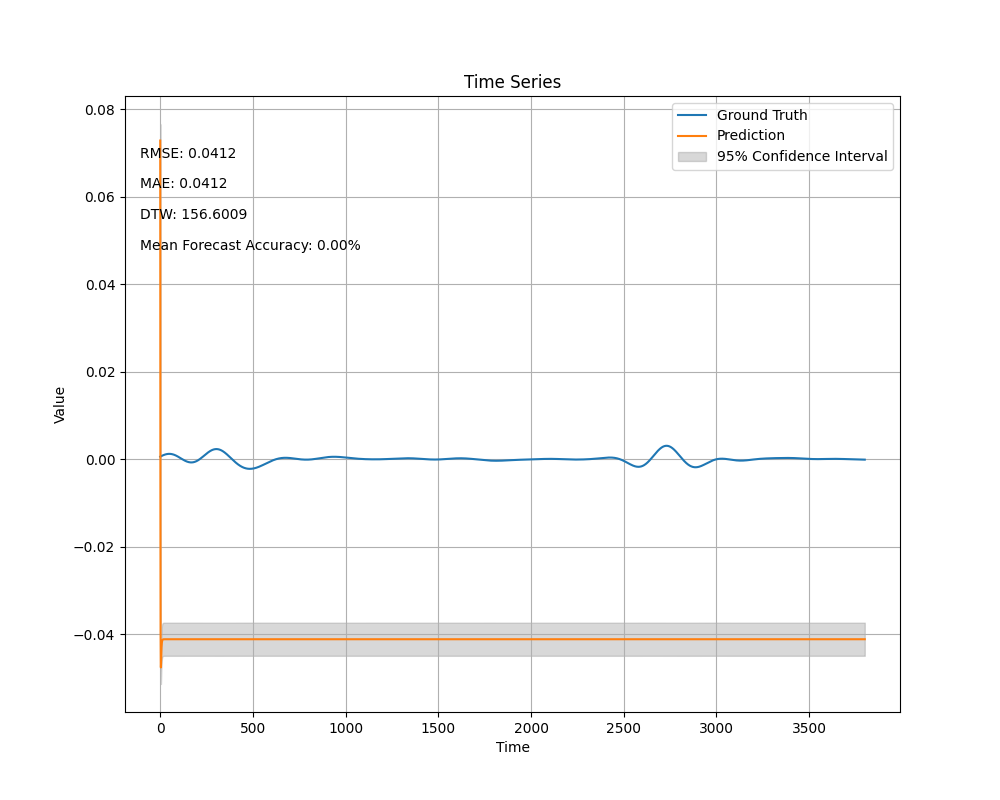 Time Series
Ground Truth
Prediction
95% Confidence Interval
RMSE: 0.0412
MAE: 0.0412
DTW: 156.6009
Mean Forecast Accuracy: 0.00%
Value
0.08
0.06
0.04
0.02
0.00
−0.02
−0.04
0 500 1000 1500 2000 2500 3000 3500
Time